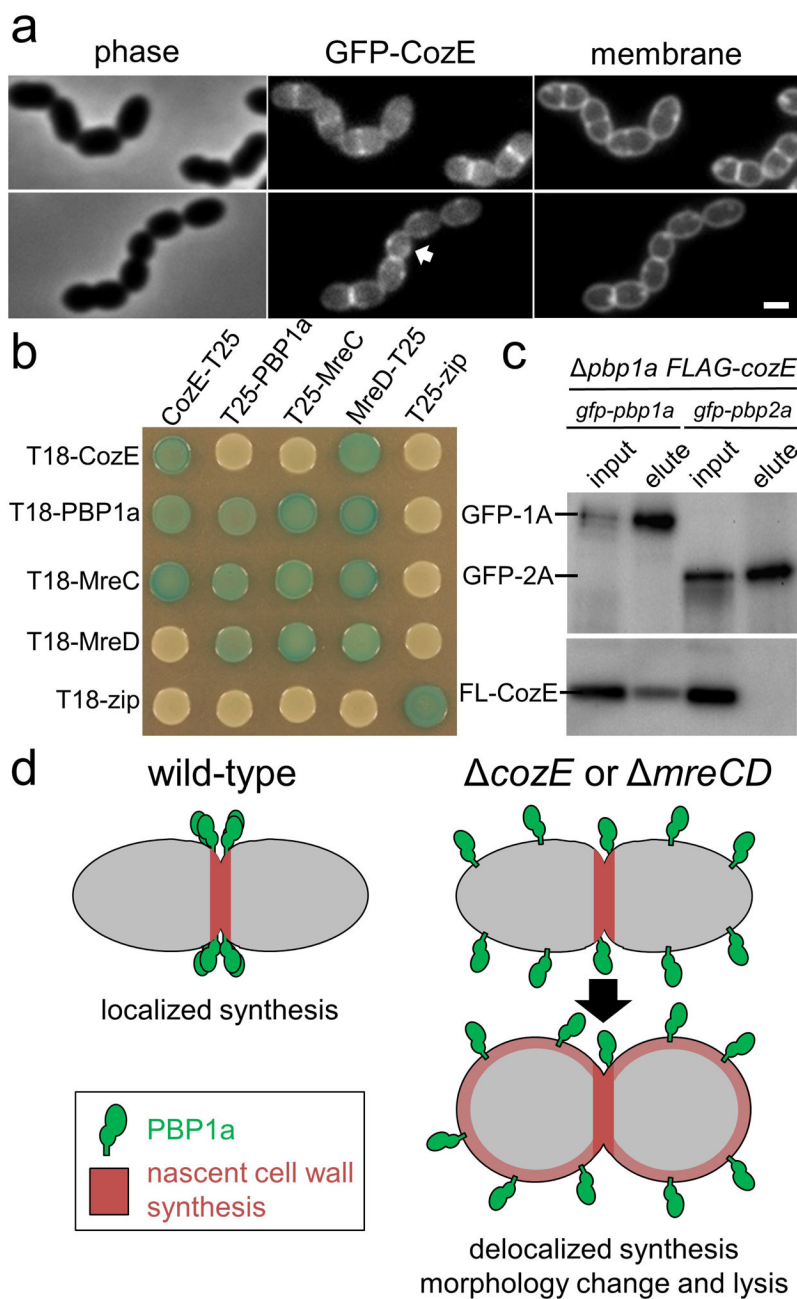 a
phase GFP-CozE membrane
b
CozE-T25 T25-PBP1a T25-MreC MreD-T25 T25-zip
T18-CozE
T18-PBP1a
T18-MreC
T18-MreD
T18-zip
c
Δpbp1a FLAG-cozE
gfp-pbp1a gfp-pbp2a
input elute input elute
GFP-1A
GFP-2A
FL-CozE
d
wild-type
localized synthesis
ΔcozE or ΔmreCD
delocalized synthesis
morphology change and lysis
PBP1a
nascent cell wall
synthesis